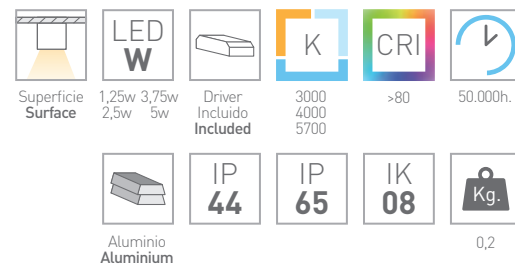 LED
W
K
CRI
Superficie
Surface
1,25w 3,75w
2,5w 5w
Driver
Incluido
Included
3000
4000
5700
>80
50.000h.
IP
44
IP
65
IK
08
Kg.
Aluminio
Aluminium
0,2